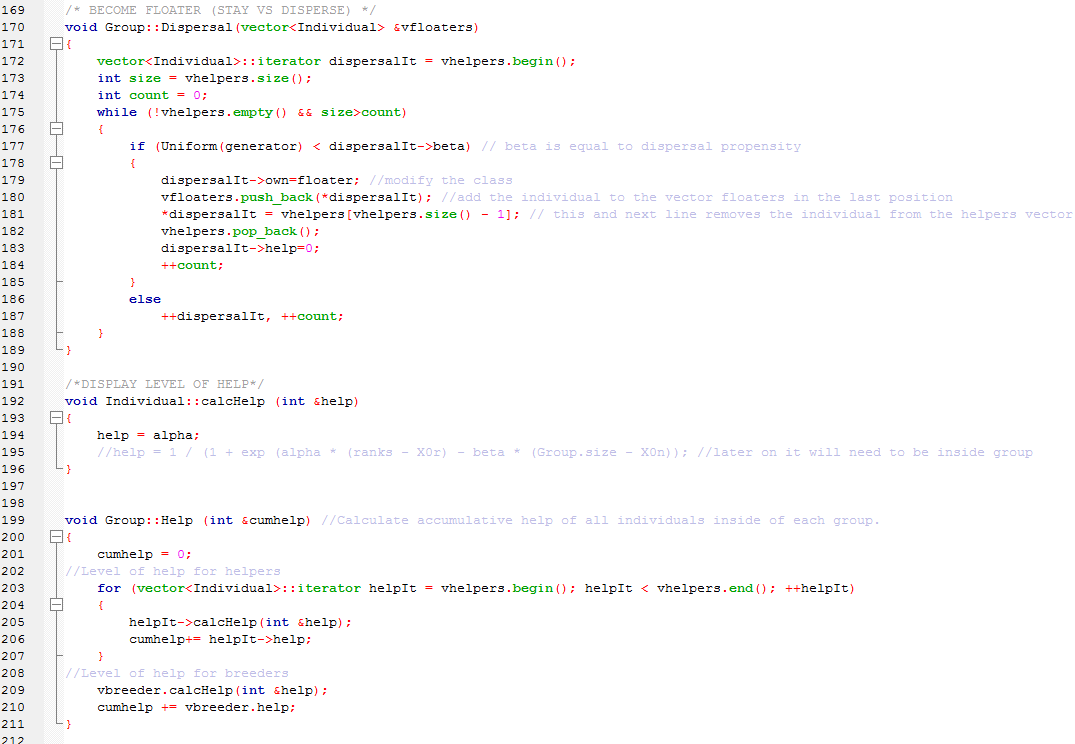 169 /* BECOME FLOATER (STAY VS DISPERSE) */
170 void Group::Dispersal(vector<Individual> &vfloaters)
171 {
172 vector<Individual>::iterator dispersalIt = vhelpers.begin();
173 int size = vhelpers.size();
174 int count = 0;
175 while (!vhelpers.empty() && size>count)
176 {
177 if (Uniform(generator) < dispersalIt->beta) // beta is equal to dispersal propensity
178 {
179 dispersalIt->own=floater; //modify the class
180 vfloaters.push_back(*dispersalIt); //add the individual to the vector floaters in the last position
181 *dispersalIt = vhelpers[vhelpers.size() - 1]; // this and next line removes the individual from the helpers vector
182 vhelpers.pop_back();
183 dispersalIt->help=0;
184 ++count;
185 }
186 else
187 ++dispersalIt, ++count;
188 }
189 }
190
191 /*DISPLAY LEVEL OF HELP*/
192 void Individual::calcHelp (int &help)
193 {
194 help = alpha;
195 //help = 1 / (1 + exp (alpha * (ranks - X0r) - beta * (Group.size - X0n)); //later on it will need to be inside group
196 }
197
198
199 void Group::Help (int &cumhelp) //Calculate accumulative help of all individuals inside of each group.
200 {
201 cumhelp = 0;
202 //Level of help for helpers
203 for (vector<Individual>::iterator helpIt = vhelpers.begin(); helpIt < vhelpers.end(); ++helpIt)
204 {
205 helpIt->calcHelp(int &help);
206 cumhelp+= helpIt->help;
207 }
208 //Level of help for breeders
209 vbreeder.calcHelp(int &help);
210 cumhelp += vbreeder.help;
211 }
212